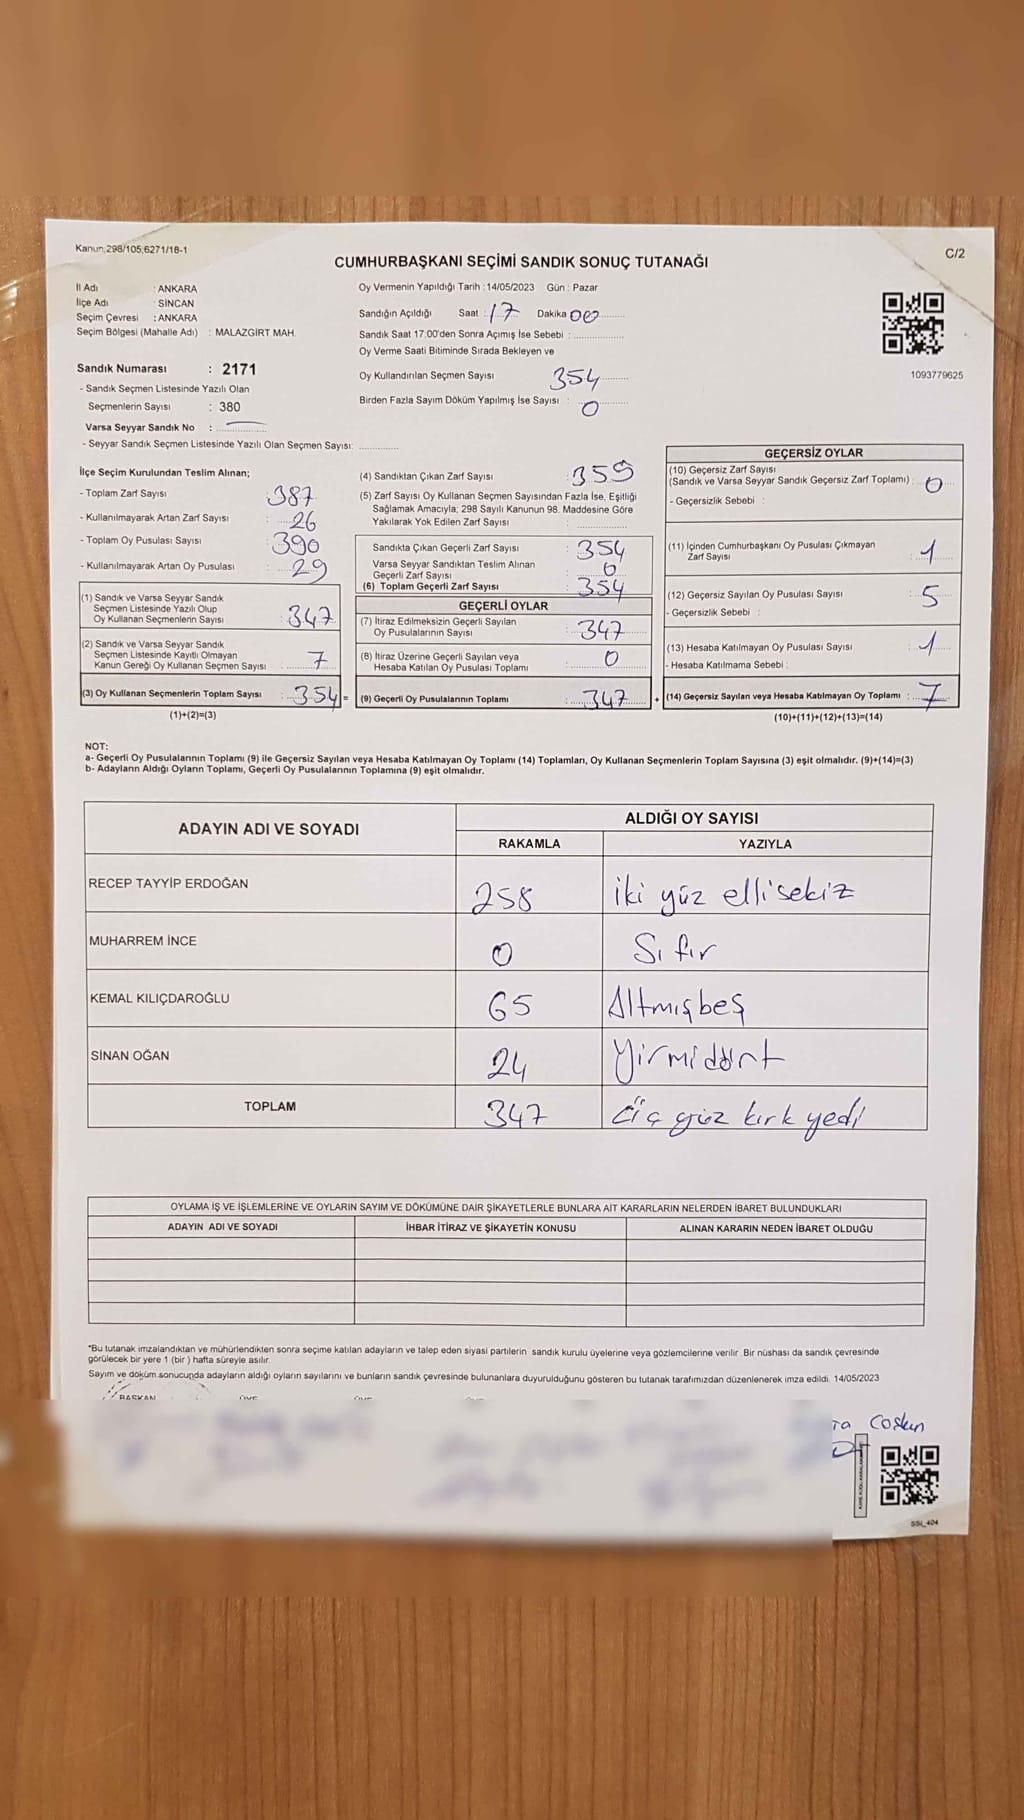 Kanun;298/105;6271/18-1
C/2
CUMHURBAŞKANI SEÇİMİ SANDIK SONUÇ TUTANAĞI
İl Adı : ANKARA
İlçe Adı : SİNCAN
Seçim Çevresi : ANKARA
Seçim Bölgesi (Mahalle Adı) : MALAZGİRT MAH.
Sandık Numarası : 2171
- Sandık Seçmen Listesinde Yazılı Olan
Seçmenlerin Sayısı : 380
Varsa Seyyar Sandık No :
- Seyyar Sandık Seçmen Listesinde Yazılı Olan Seçmen Sayısı:
Oy Vermenin Yapıldığı Tarih : 14/05/2023 Gün : Pazar
Sandığın Açıldığı Saat : 17 Dakika 00
Sandık Saat 17.00'den Sonra Açımış İse Sebebi :
Oy Verme Saati Bitiminde Sırada Bekleyen ve
Oy Kullandırılan Seçmen Sayısı 354
Birden Fazla Sayım Döküm Yapılmış İse Sayısı : 0
1093779625
İlçe Seçim Kurulundan Teslim Alınan;
- Toplam Zarf Sayısı : 387
- Kullanılmayarak Artan Zarf Sayısı : 26
- Toplam Oy Pusulası Sayısı : 390
- Kullanılmayarak Artan Oy Pusulası : 29
(1) Sandık ve Varsa Seyyar Sandık
Seçmen Listesinde Yazılı Olup
Oy Kullanan Seçmenlerin Sayısı : 347
(2) Sandık ve Varsa Seyyar Sandık
Seçmen Listesinde Kayıtlı Olmayan
Kanun Gereği Oy Kullanan Seçmen Sayısı : 7
(3) Oy Kullanan Seçmenlerin Toplam Sayısı : 354 =
(1)+(2)=(3)
(4) Sandıktan Çıkan Zarf Sayısı : 355
(5) Zarf Sayısı Oy Kullanan Seçmen Sayısından Fazla İse, Eşitliği
Sağlamak Amacıyla; 298 Sayılı Kanunun 98. Maddesine Göre
Yakılarak Yok Edilen Zarf Sayısı :
Sandıkta Çıkan Geçerli Zarf Sayısı : 354
Varsa Seyyar Sandıktan Teslim Alınan
Geçerli Zarf Sayısı : 0
(6) Toplam Geçerli Zarf Sayısı : 354
GEÇERLİ OYLAR
(7) İtiraz Edilmeksizin Geçerli Sayılan
Oy Pusulalarının Sayısı : 347
(8) İtiraz Üzerine Geçerli Sayılan veya
Hesaba Katılan Oy Pusulası Toplamı : 0
(9) Geçerli Oy Pusulalarının Toplamı : 347 +
GEÇERSİZ OYLAR
(10) Geçersiz Zarf Sayısı
(Sandık ve Varsa Seyyar Sandık Geçersiz Zarf Toplamı) : 0
- Geçersizlik Sebebi :
(11) İçinden Cumhurbaşkanı Oy Pusulası Çıkmayan
Zarf Sayısı : 1
(12) Geçersiz Sayılan Oy Pusulası Sayısı : 5
- Geçersizlik Sebebi :
(13) Hesaba Katılmayan Oy Pusulası Sayısı : 1
- Hesaba Katılmama Sebebi :
(14) Geçersiz Sayılan veya Hesaba Katılmayan Oy Toplamı : 7
(10)+(11)+(12)+(13)=(14)
NOT:
a- Geçerli Oy Pusulalarının Toplamı (9) ile Geçersiz Sayılan veya Hesaba Katılmayan Oy Toplamı (14) Toplamları, Oy Kullanan Seçmenlerin Toplam Sayısına (3) eşit olmalıdır. (9)+(14)=(3)
b- Adayların Aldığı Oyların Toplamı, Geçerli Oy Pusulalarının Toplamına (9) eşit olmalıdır.
ADAYIN ADI VE SOYADI
ALDIĞI OY SAYISI
RAKAMLA YAZIYLA
RECEP TAYYİP ERDOĞAN 258 iki yüz ellisekiz
MUHARREM İNCE 0 Sıfır
KEMAL KILIÇDAROĞLU 65 Altmışbeş
SİNAN OĞAN 24 Yirmidört
TOPLAM 347 üç yüz kırk yedi
OYLAMA İŞ VE İŞLEMLERİNE VE OYLARIN SAYIM VE DÖKÜMÜNE DAİR ŞİKAYETLERLE BUNLARA AİT KARARLARIN NELERDEN İBARET BULUNDUKLARI
ADAYIN ADI VE SOYADI İHBAR İTİRAZ VE ŞİKAYETİN KONUSU ALINAN KARARIN NEDEN İBARET OLDUĞU
*Bu tutanak imzalandıktan ve mühürlendikten sonra seçime katılan adayların ve talep eden siyasi partilerin sandık kurulu üyelerine veya gözlemcilerine verilir. Bir nüshası da sandık çevresinde
görülecek bir yere 1 (bir) hafta süreyle asılır.
Sayım ve döküm sonucunda adayların aldığı oyların sayılarını ve bunların sandık çevresinde bulunanlara duyurulduğunu gösteren bu tutanak tarafımızdan düzenlenerek imza edildi. 14/05/2023
BAŞKAN
ra Coskun
SSI_404